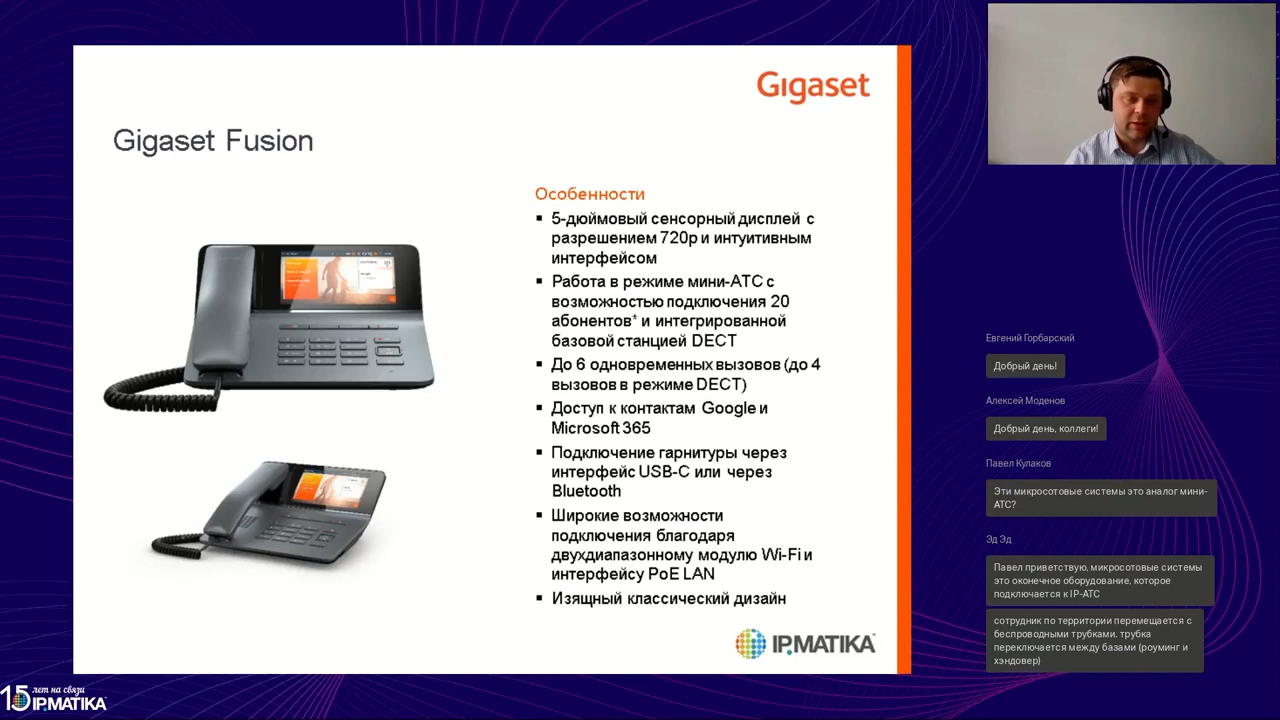 Gigaset
Gigaset Fusion
Особенности
▪ 5-дюймовый сенсорный дисплей с
разрешением 720p и интуитивным
интерфейсом
▪ Работа в режиме мини-АТС с
возможностью подключения 20
абонентов* и интегрированной
базовой станцией DECT
▪ До 6 одновременных вызовов (до 4
вызовов в режиме DECT)
▪ Доступ к контактам Google и
Microsoft 365
▪ Подключение гарнитуры через
интерфейс USB-C или через
Bluetooth
▪ Широкие возможности
подключения благодаря
двухдиапазонному модулю Wi-Fi и
интерфейсу PoE LAN
▪ Изящный классический дизайн
IPMATIKA
15 лет на связи
IPMATIKA
Евгений Горбарский
Добрый день!
Алексей Моденов
Добрый день, коллеги!
Павел Кулаков
Эти микросотовые системы это аналог мини-
АТС?
Эд Эд
Павел приветствую, микросотовые системы
это оконечное оборудование, которое
подключается к IP-АТС
сотрудник по территории перемещается с
беспроводными трубками. трубка
переключается между базами (роуминг и
хэндовер)